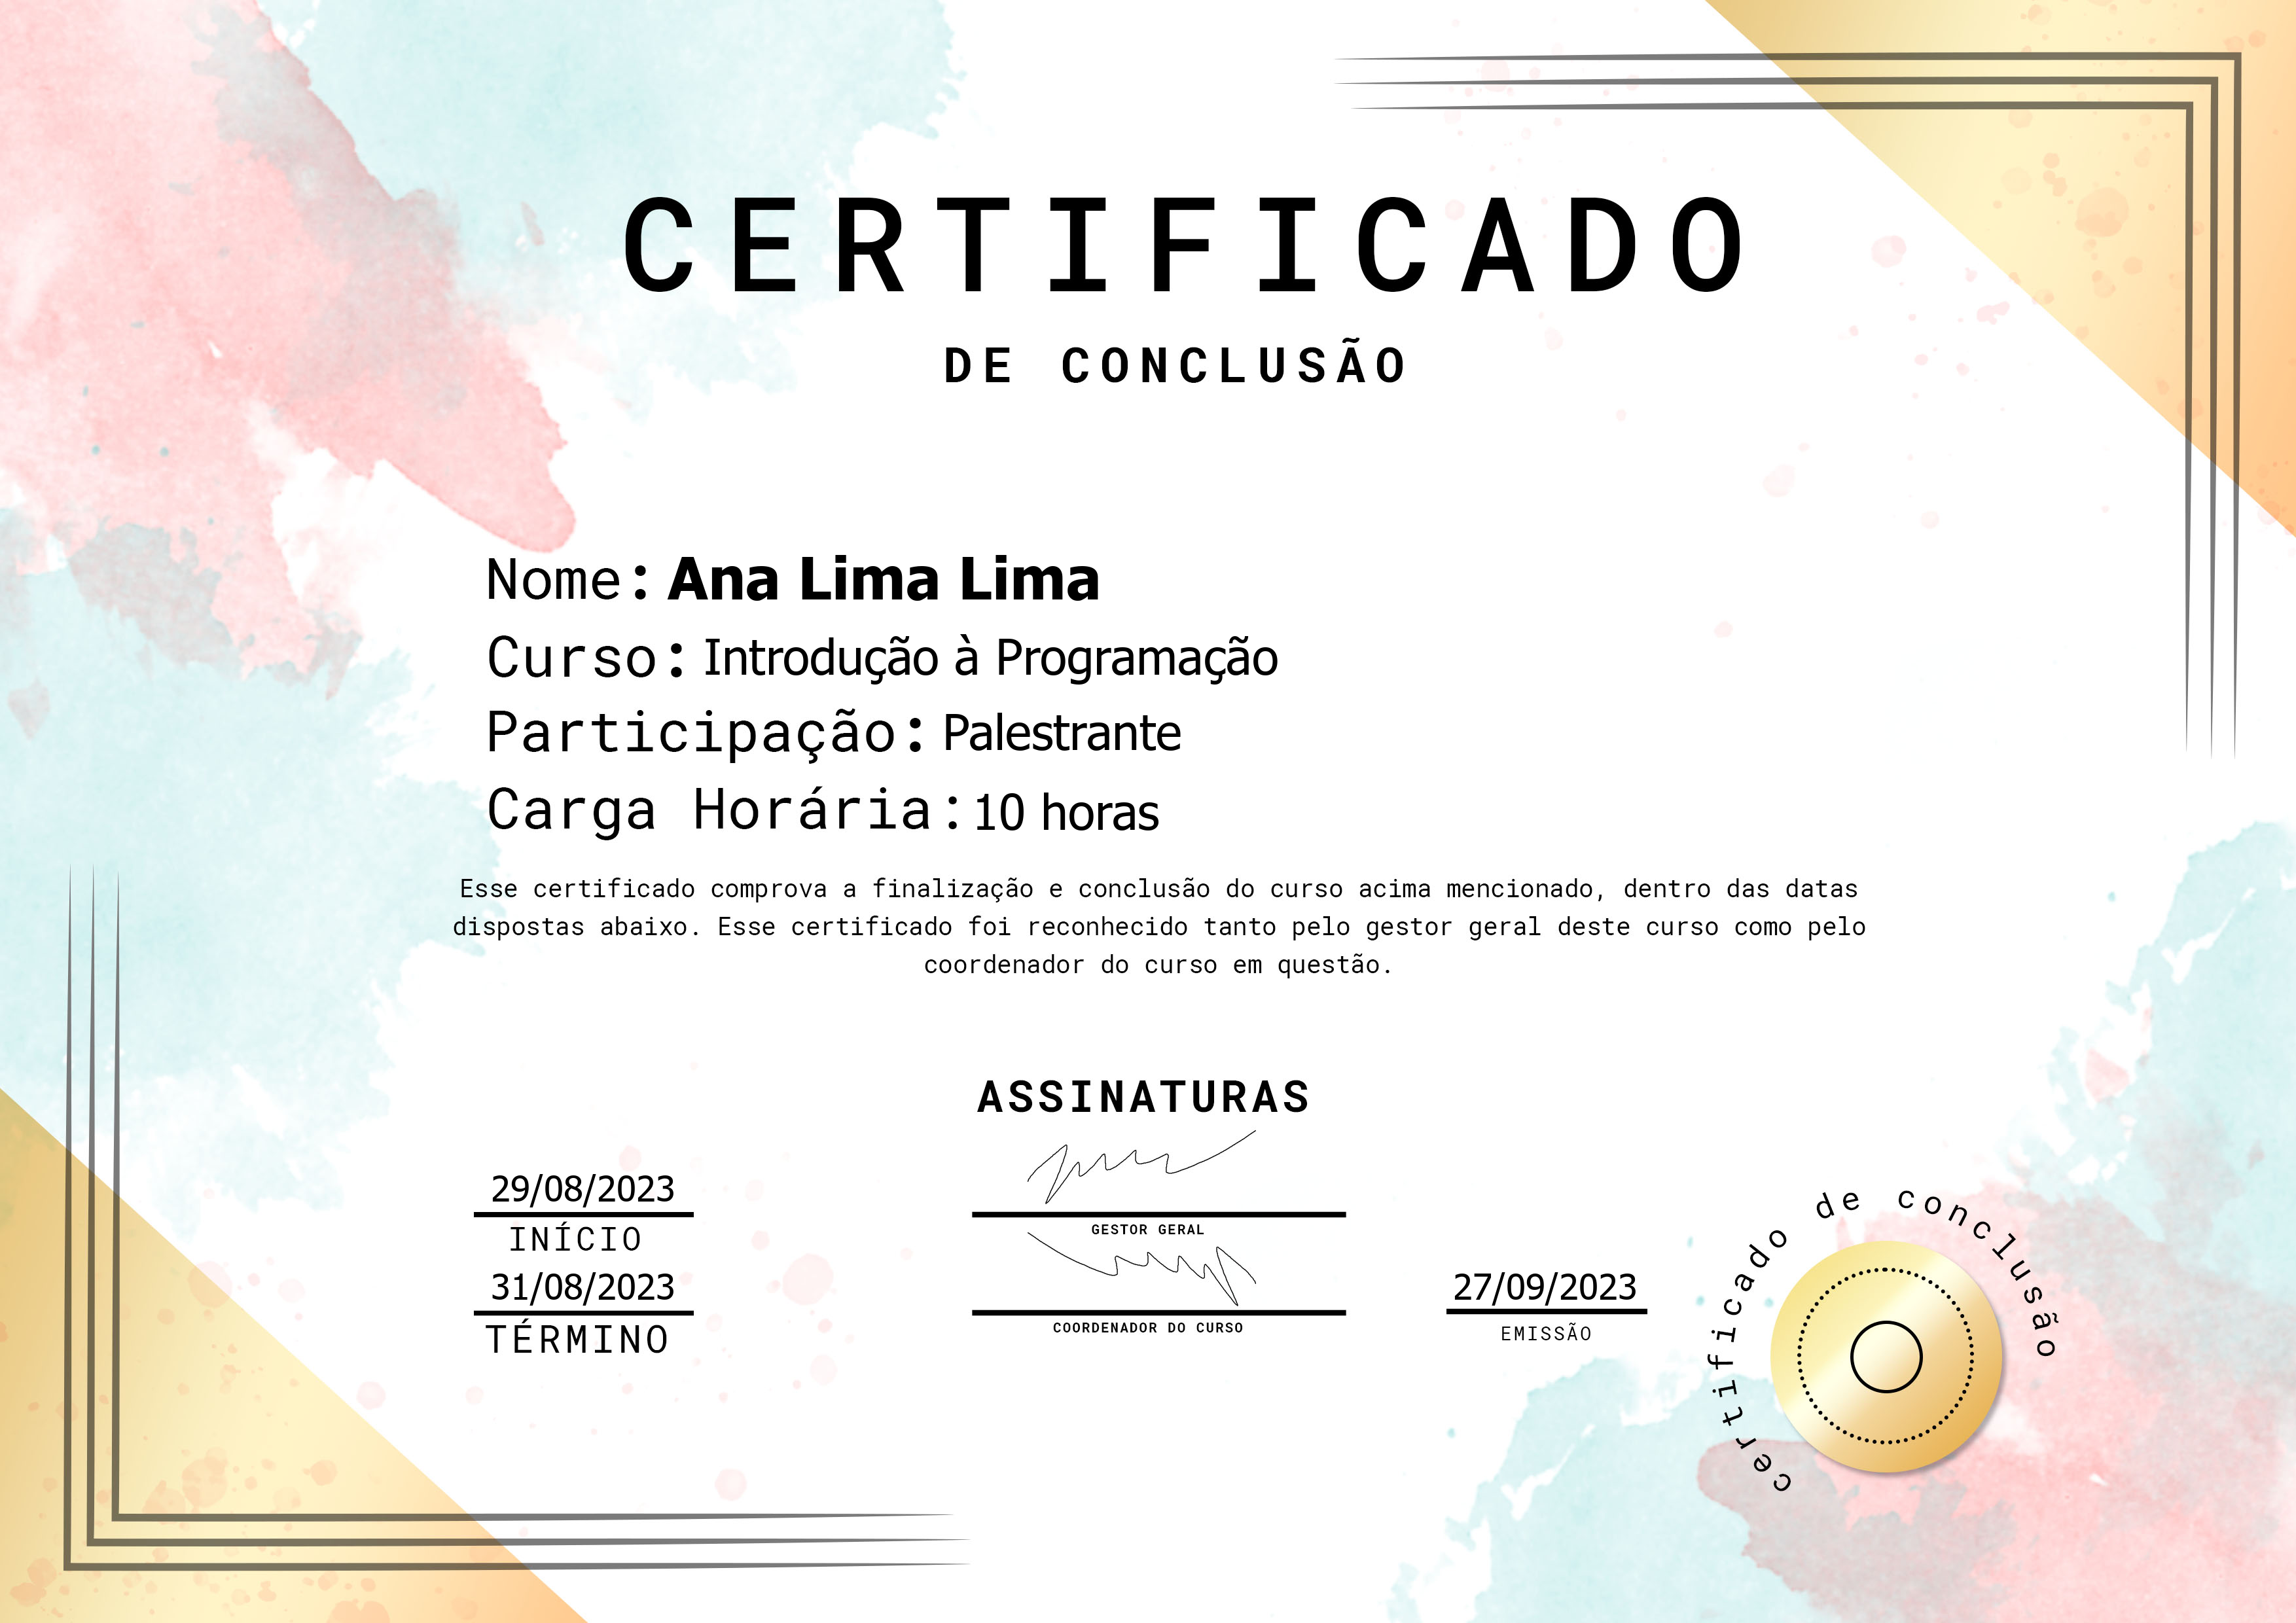 CERTIFICADO
DE CONCLUSÃO
Nome: Ana Lima Lima
Curso: Introdução à Programação
Participação: Palestrante
Carga Horária: 10 horas
Esse certificado comprova a finalização e conclusão do curso acima mencionado, dentro das datas
dispostas abaixo. Esse certificado foi reconhecido tanto pelo gestor geral deste curso como pelo
coordenador do curso em questão.
ASSINATURAS
29/08/2023
INÍCIO
31/08/2023
TÉRMINO
GESTOR GERAL
COORDENADOR DO CURSO
27/09/2023
EMISSÃO
certificado de conclusão